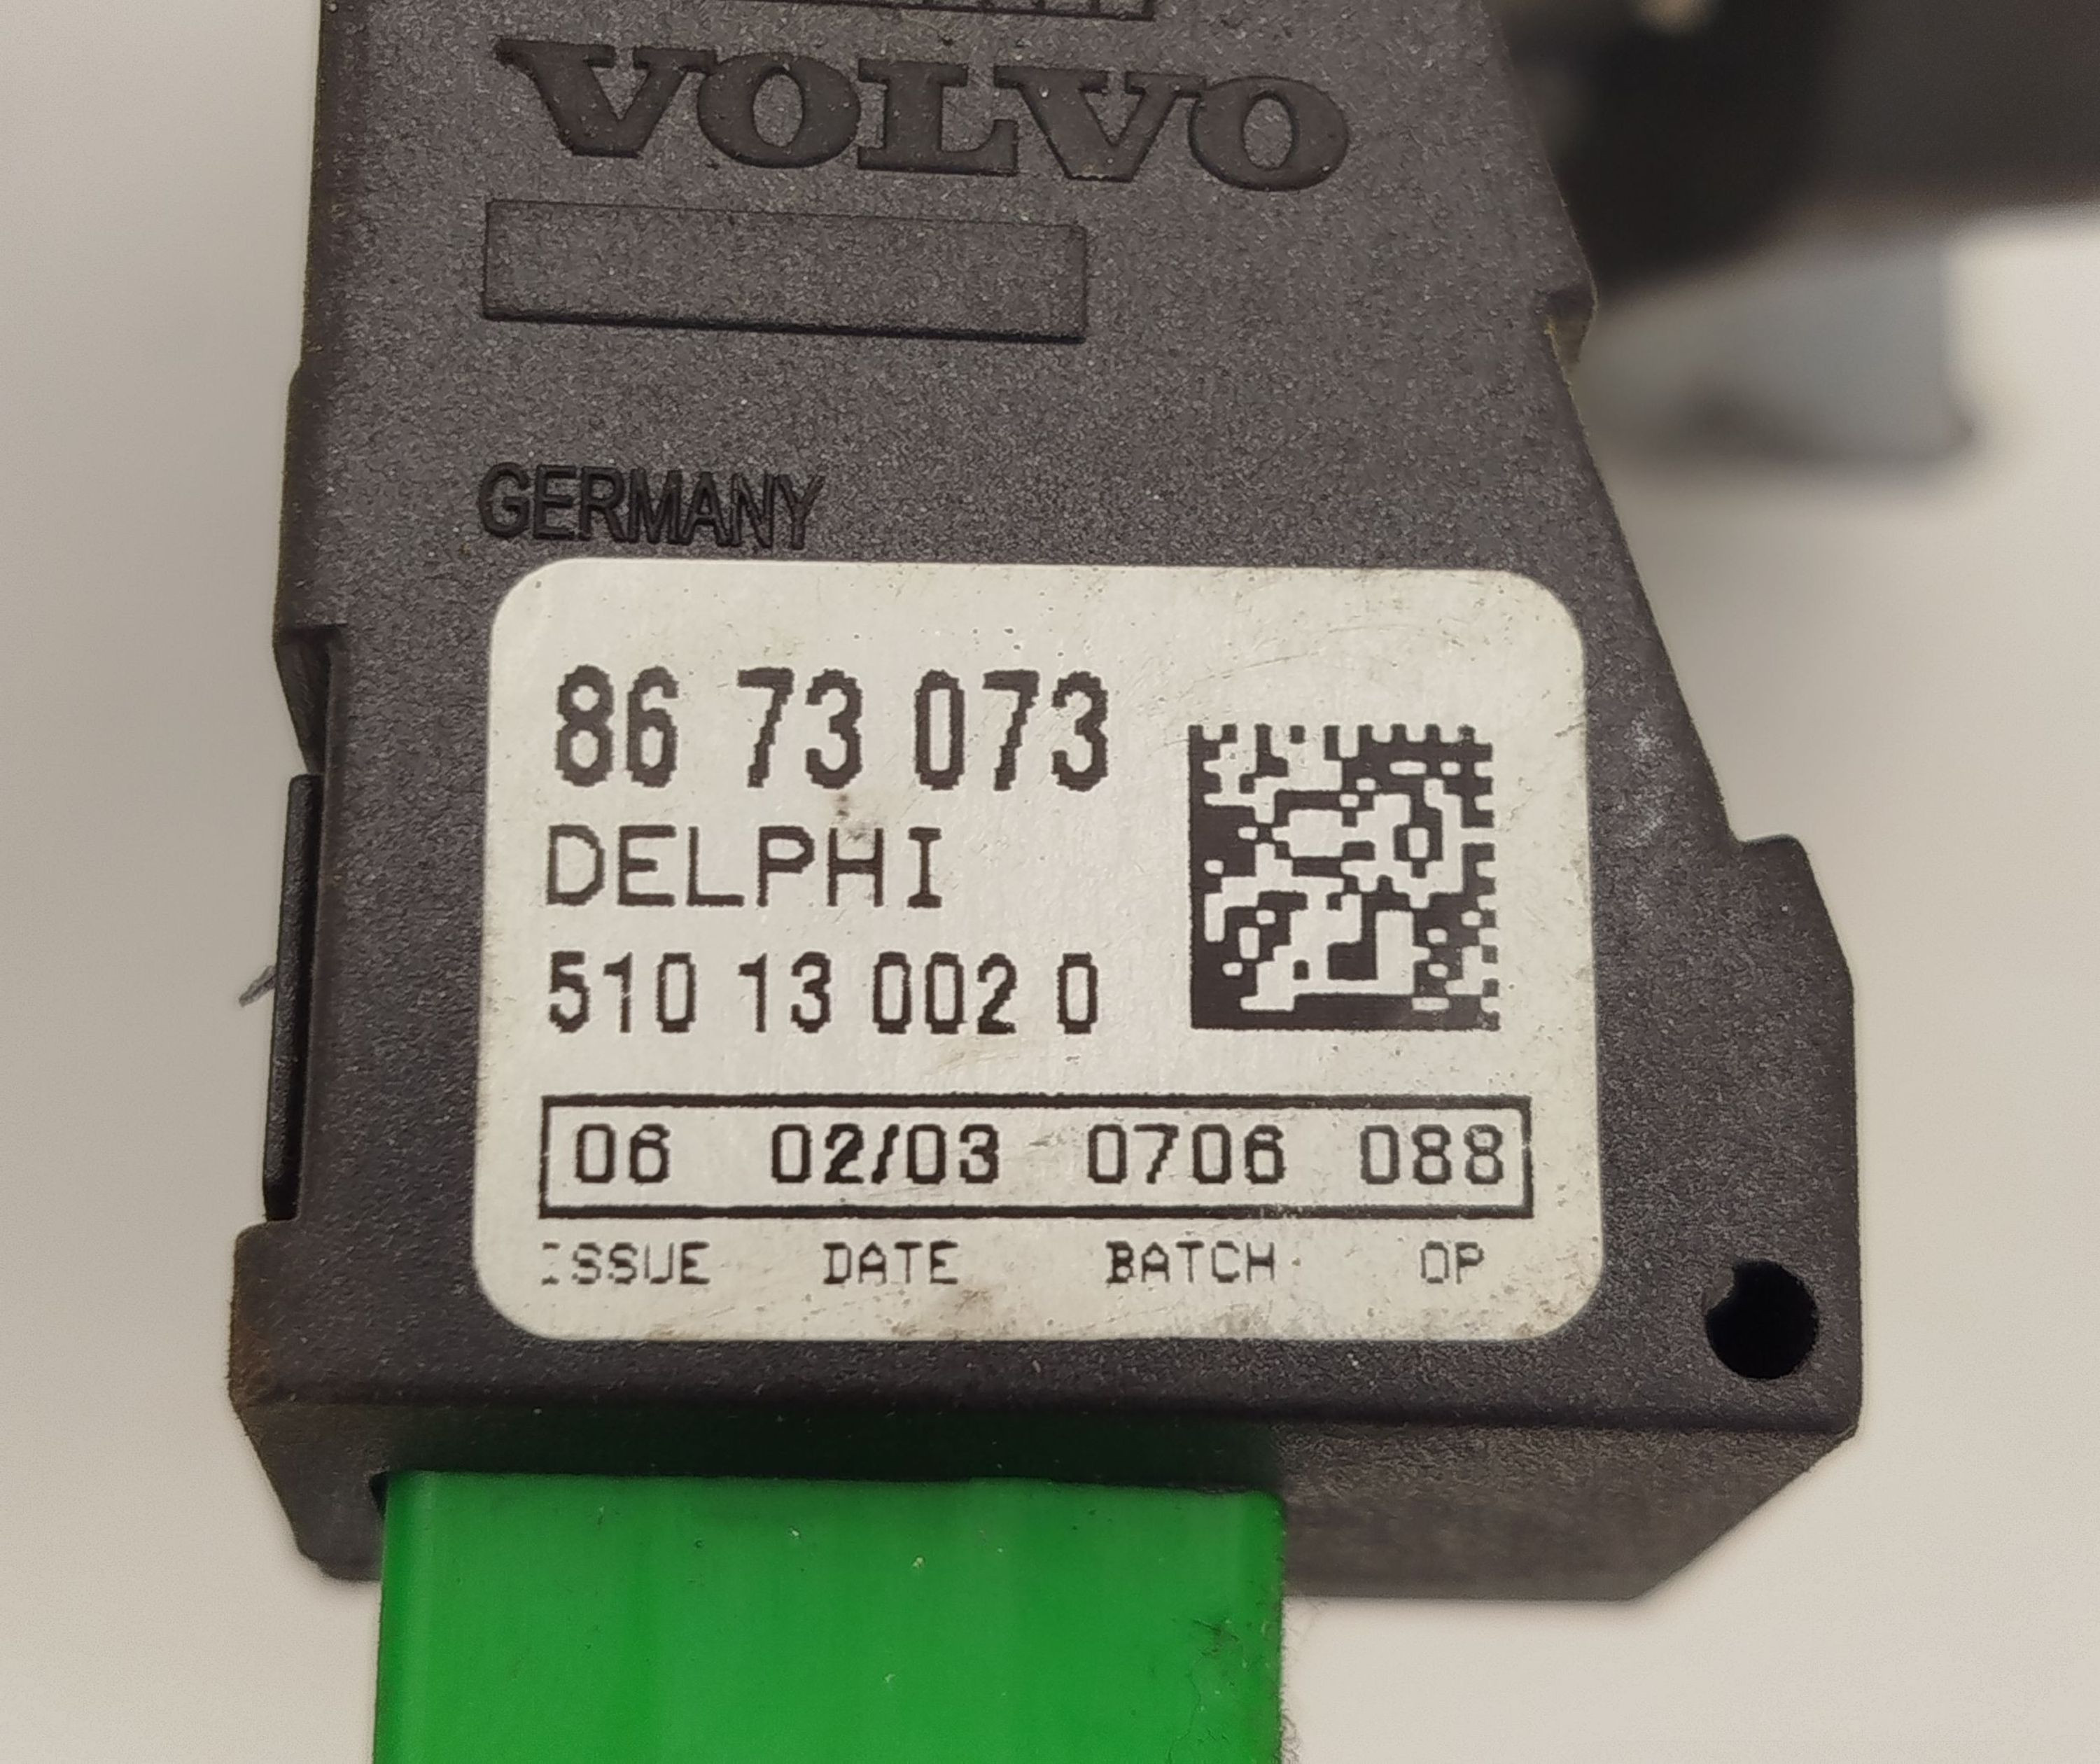 VOLVO
GERMANY
86 73 073
DELPHI
510 13 002 0
06 02/03 0706 088
ISSUE DATE BATCH OP